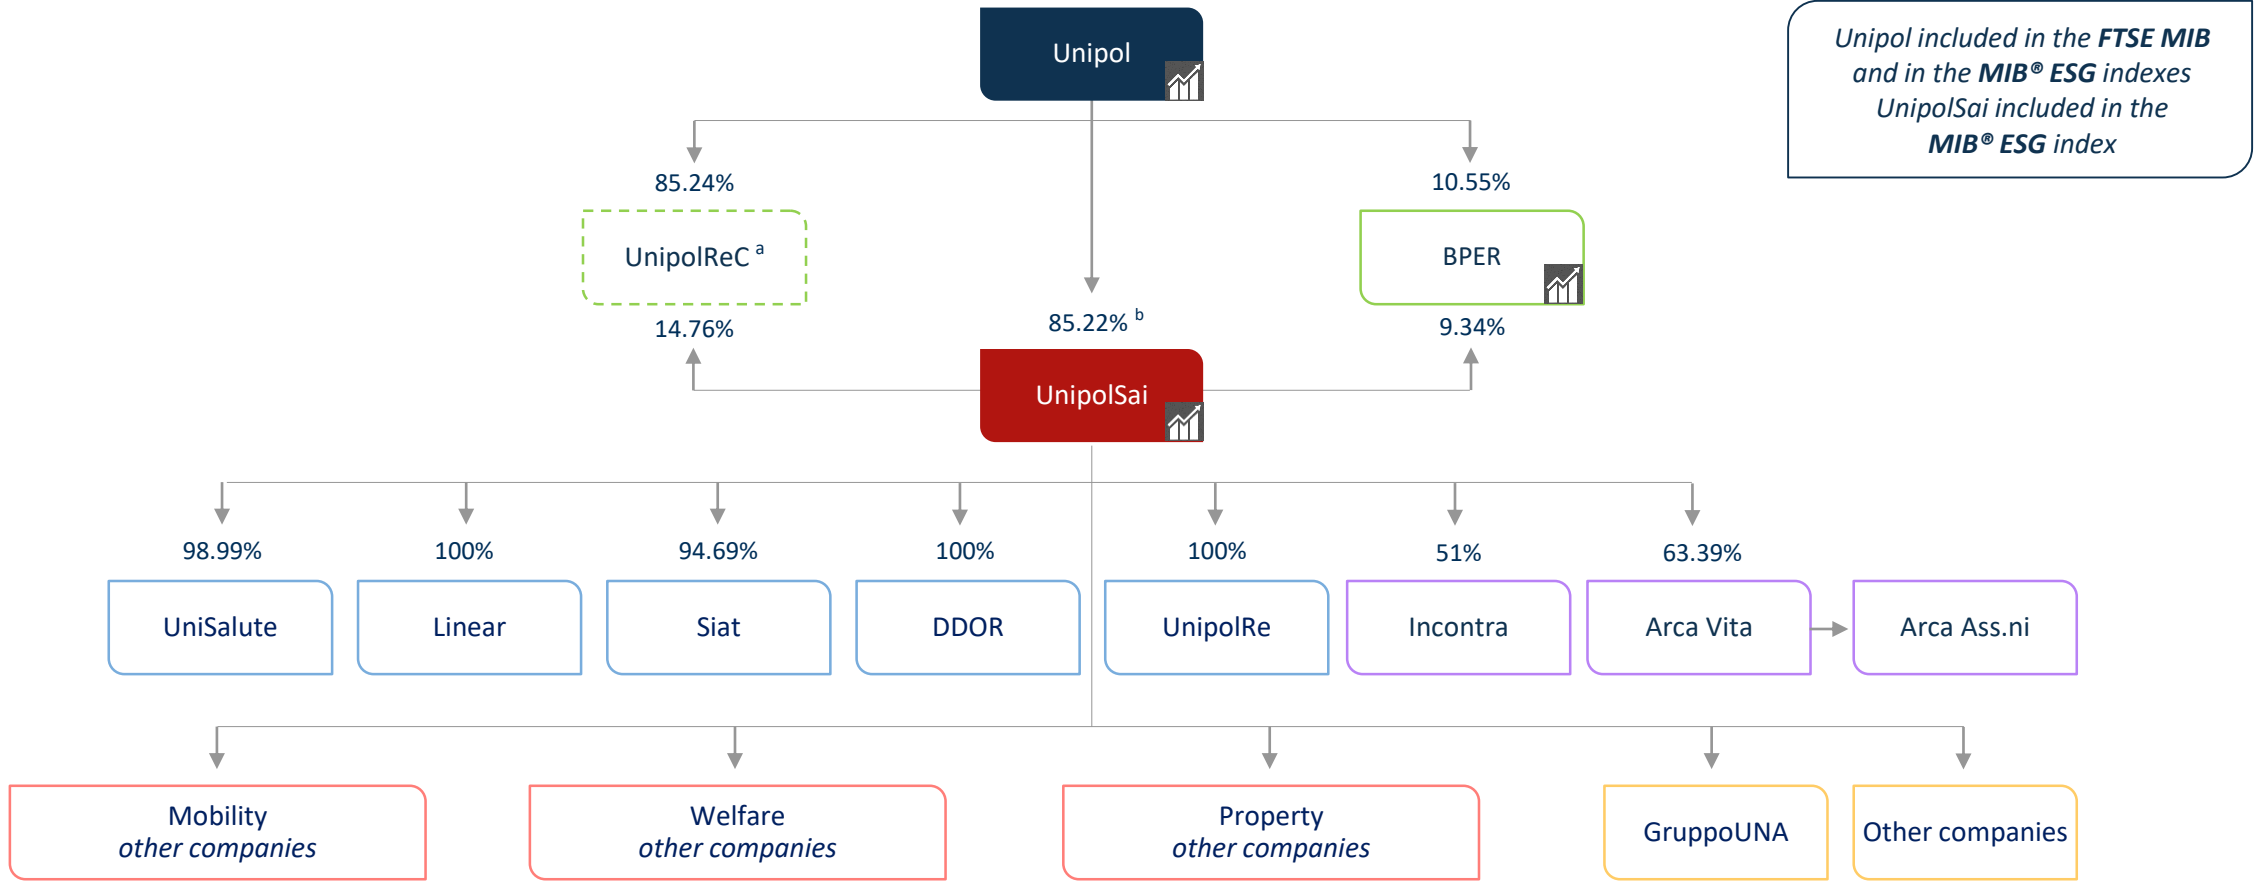 Unipol
Unipol included in the FTSE MIB
and in the MIB® ESG indexes
UnipolSai included in the
MIB® ESG index
85.24%
10.55%
UnipolReC a
BPER
14.76%
85.22% b
9.34%
UnipolSai
98.99%
100%
94.69%
100%
100%
51%
63.39%
UniSalute
Linear
Siat
DDOR
UnipolRe
Incontra
Arca Vita
Arca Ass.ni
Mobility
other companies
Welfare
other companies
Property
other companies
GruppoUNA
Other companies